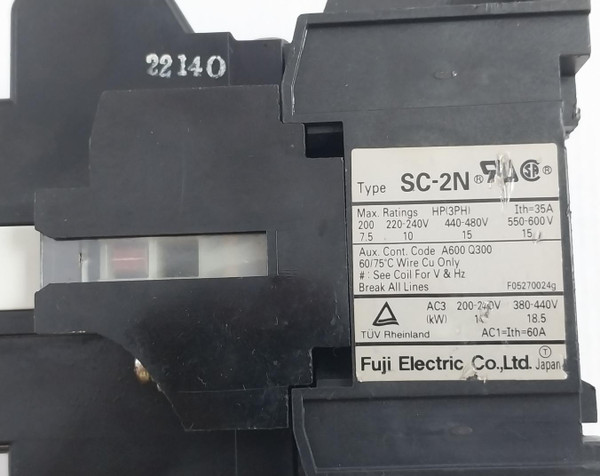 22140
Type SC-2N ® ®
Max. Ratings HP(3PH) Ith=35A
200 220-240V 440-480V 550-600V
7.5 10 15 15
Aux. Cont. Code A600 Q300
60/75°C Wire Cu Only
#: See Coil For V & Hz
Break All Lines F05270024g
AC3 200-240V 380-440V
(kW) 18.5
TÜV Rheinland AC1=Ith=60A
Fuji Electric Co.,Ltd. T Japan